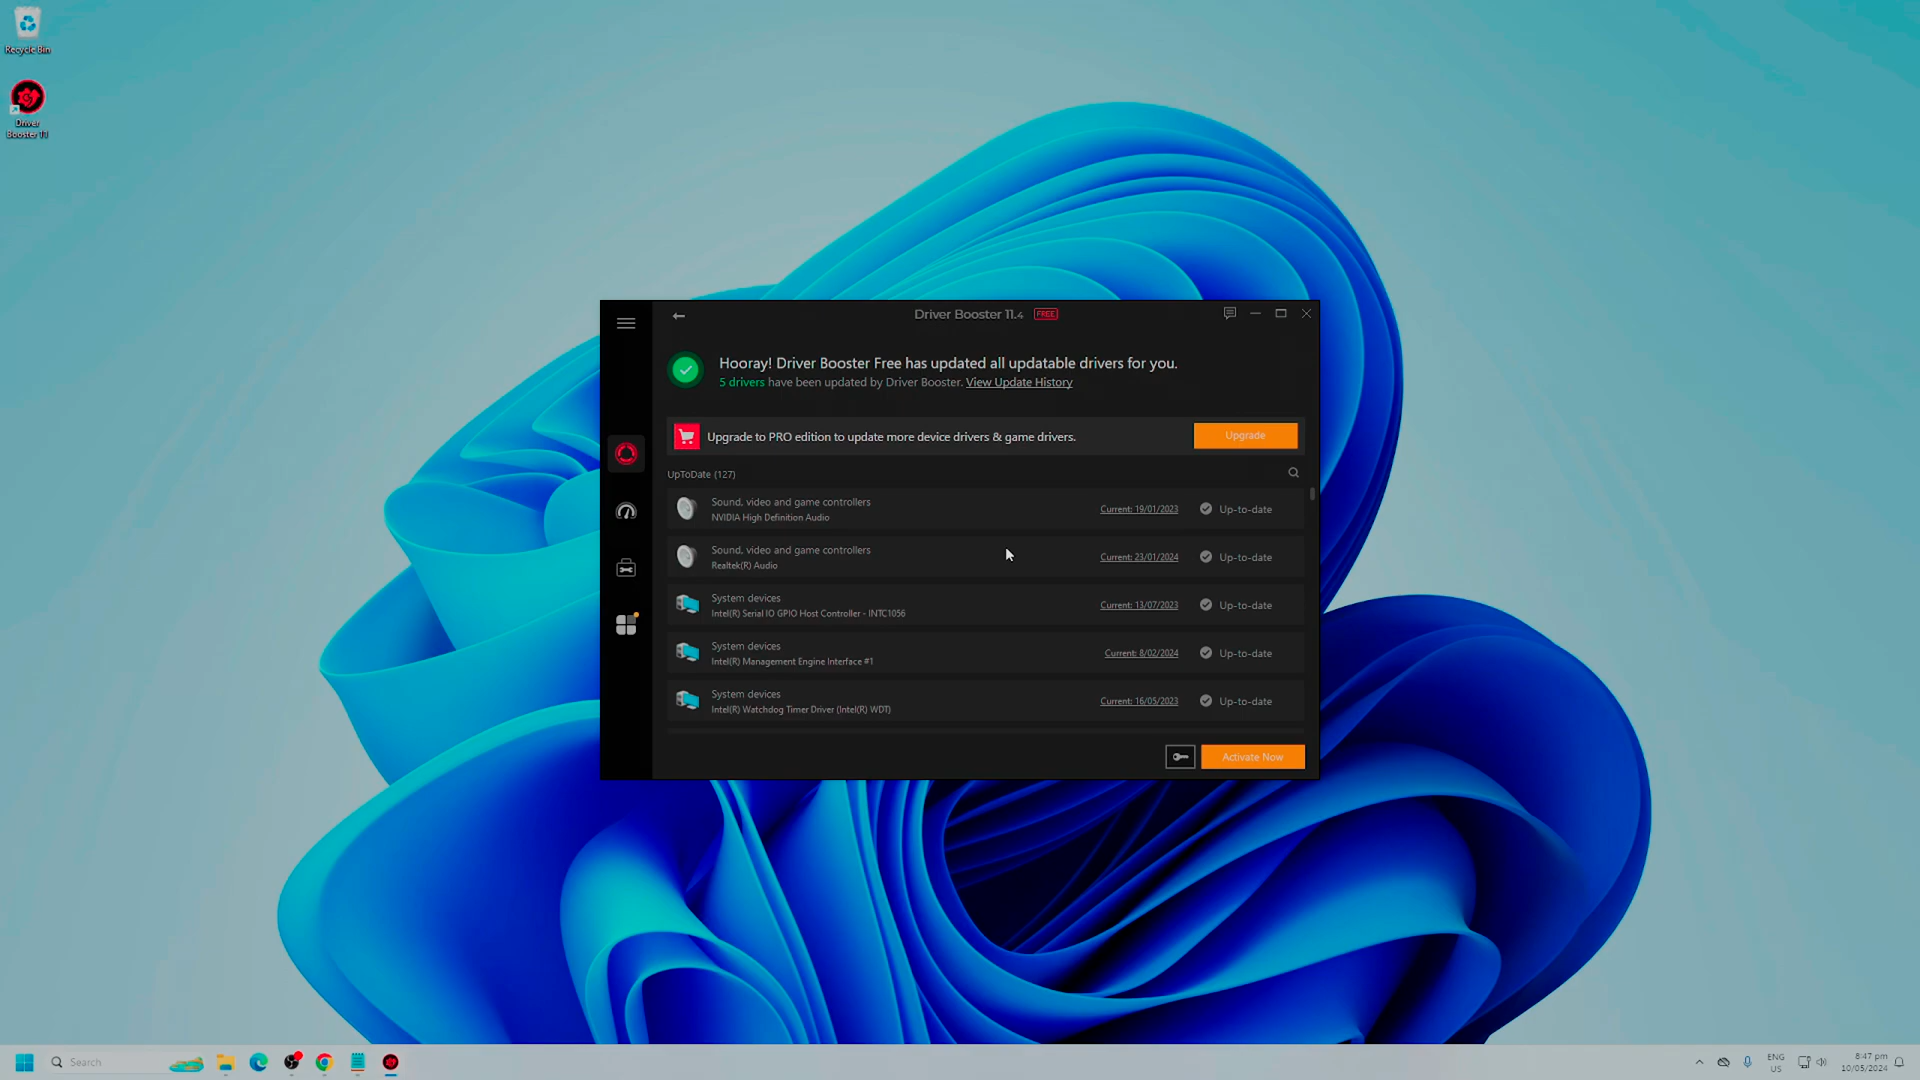 Recycle Bin
Driver
Booster 11
Driver Booster 11.4 FREE
Hooray! Driver Booster Free has updated all updatable drivers for you.
5 drivers have been updated by Driver Booster. View Update History
Upgrade to PRO edition to update more device drivers & game drivers.
Upgrade
UpToDate (127)
Sound, video and game controllers
NVIDIA High Definition Audio
Current: 19/01/2023
Up-to-date
Sound, video and game controllers
Realtek(R) Audio
Current: 23/01/2024
Up-to-date
System devices
Intel(R) Serial IO GPIO Host Controller - INTC1056
Current: 13/07/2023
Up-to-date
System devices
Intel(R) Management Engine Interface #1
Current: 8/02/2024
Up-to-date
System devices
Intel(R) Watchdog Timer Driver (Intel(R) WDT)
Current: 16/05/2023
Up-to-date
Activate Now
Search
ENG
US
8:47 pm
10/05/2024